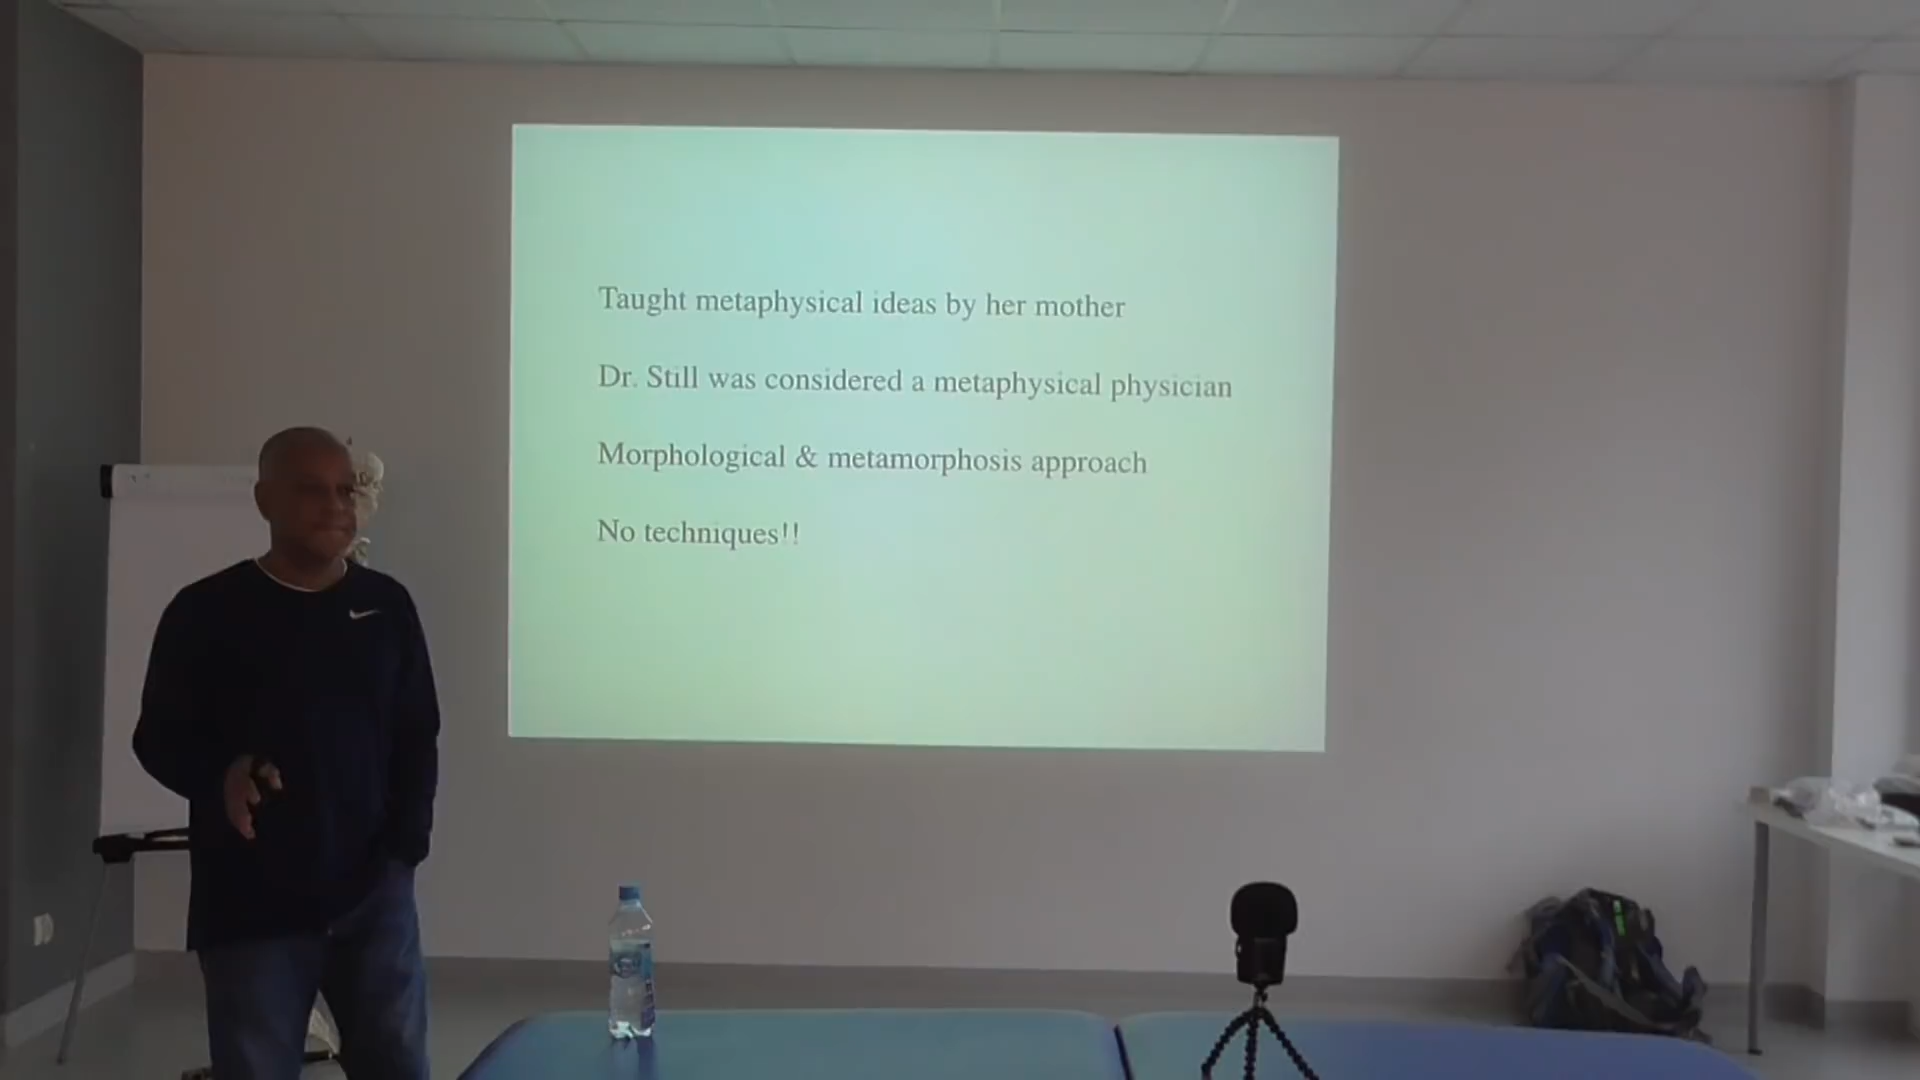 Taught metaphysical ideas by her mother
Dr. Still was considered a metaphysical physician
Morphological & metamorphosis approach
No techniques!!